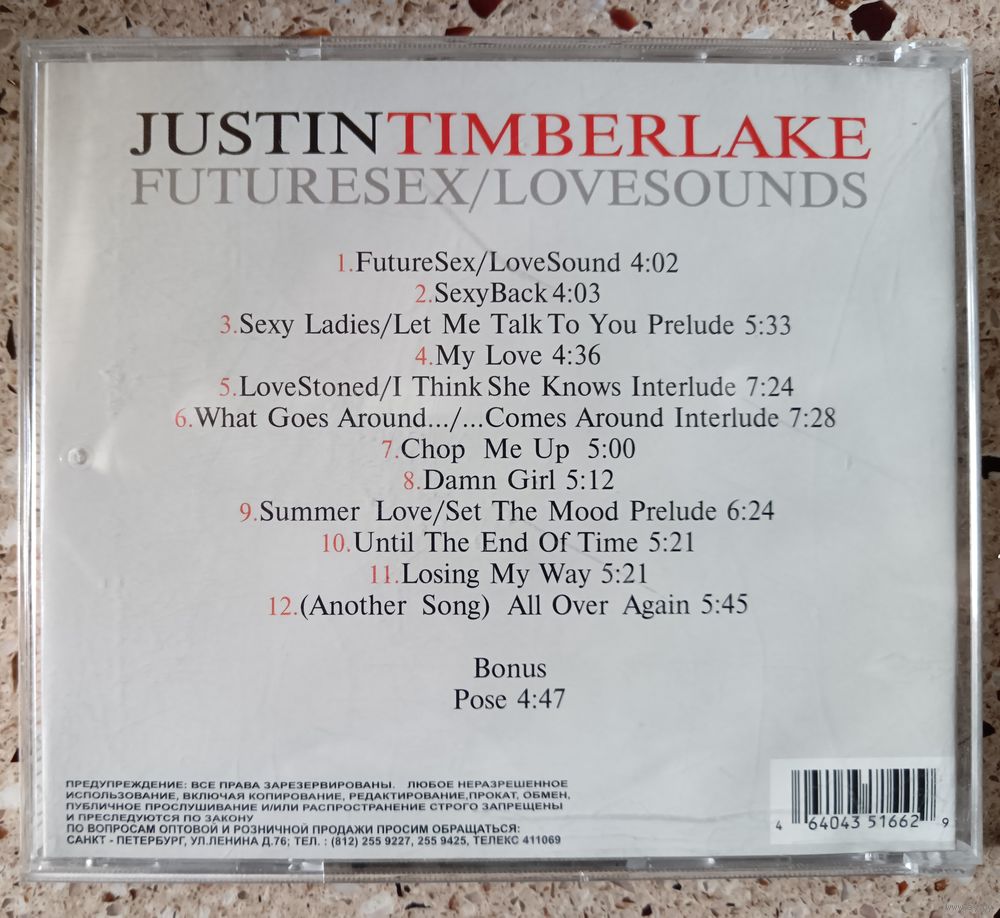 JUSTINTIMBERLAKE
FUTURESEX/LOVESOUNDS
1.FutureSex/LoveSound 4:02
2.SexyBack 4:03
3.Sexy Ladies/Let Me Talk To You Prelude 5:33
4.My Love 4:36
5.LoveStoned/I Think She Knows Interlude 7:24
6.What Goes Around.../...Comes Around Interlude 7:28
7.Chop Me Up 5:00
8.Damn Girl 5:12
9.Summer Love/Set The Mood Prelude 6:24
10.Until The End Of Time 5:21
11.Losing My Way 5:21
12.(Another Song) All Over Again 5:45
Bonus
Pose 4:47
ПРЕДУПРЕЖДЕНИЕ: ВСЕ ПРАВА ЗАРЕЗЕРВИРОВАНЫ. ЛЮБОЕ НЕРАЗРЕШЕННОЕ
ИСПОЛЬЗОВАНИЕ, ВКЛЮЧАЯ КОПИРОВАНИЕ, РЕДАКТИРОВАНИЕ,ПРОКАТ, ОБМЕН,
ПУБЛИЧНОЕ ПРОСЛУШИВАНИЕ И/ИЛИ РАСПРОСТРАНЕНИЕ СТРОГО ЗАПРЕЩЕНЫ
И ПРЕСЛЕДУЮТСЯ ПО ЗАКОНУ
ПО ВОПРОСАМ ОПТОВОЙ И РОЗНИЧНОЙ ПРОДАЖИ ПРОСИМ ОБРАЩАТЬСЯ:
САНКТ - ПЕТЕРБУРГ, УЛ.ЛЕНИНА Д.76; ТЕЛ. : (812) 255 9227, 255 9425, ТЕЛЕКС 411069
4 64043 51662 9